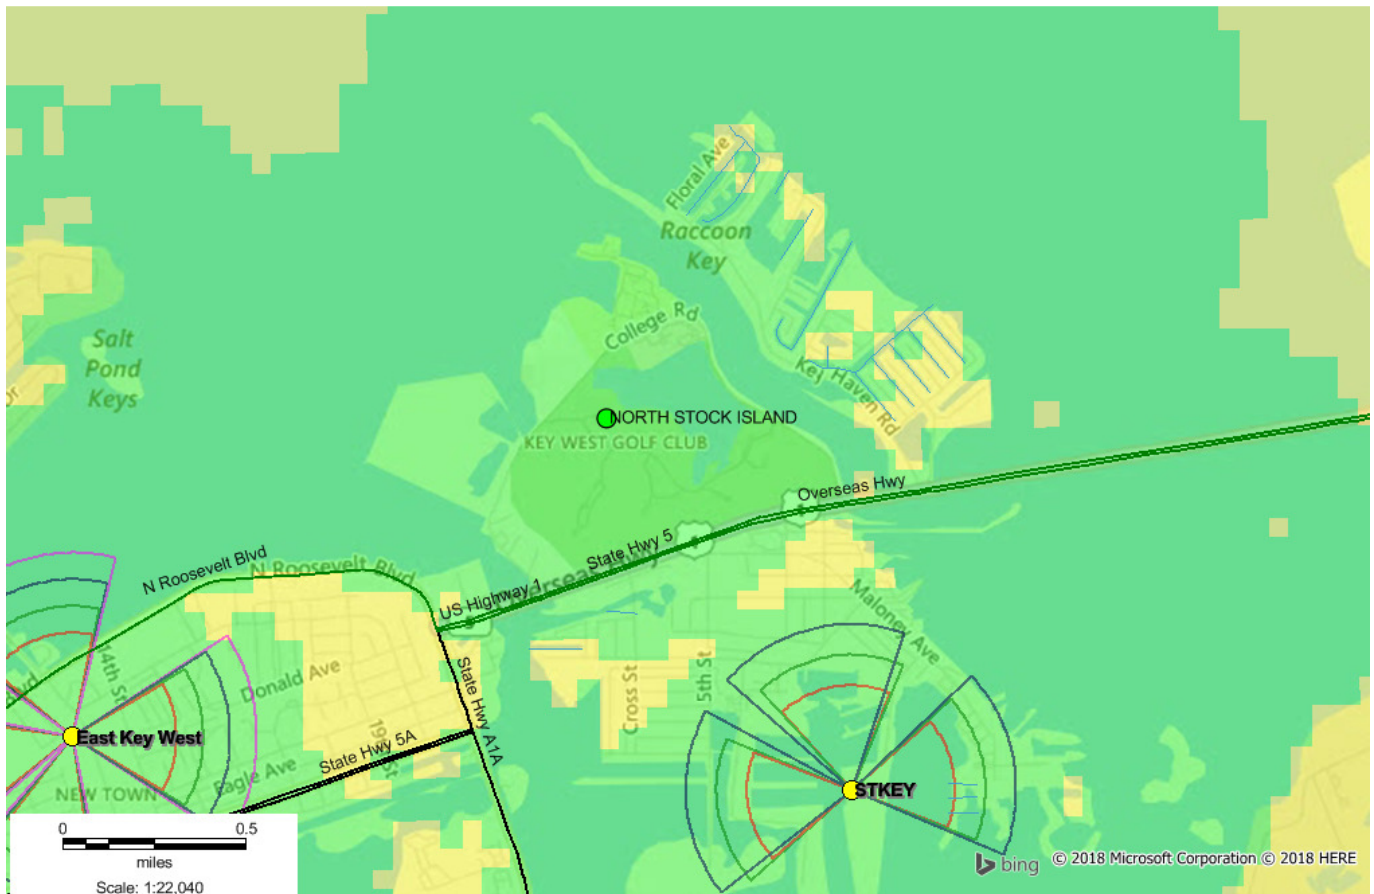 Floral Ave
Raccoon
Key
College Rd
Salt
Pond
Keys
Key Haven Rd
NORTH STOCK ISLAND
KEY WEST GOLF CLUB
Overseas Hwy
State Hwy 5
Overseas Hwy
US Highway 1
N Roosevelt Blvd
N Roosevelt Blvd
Maloney Ave
14th St
Donald Ave
State Hwy A1A
Cross St
5th St
19th St
East Key West
State Hwy 5A
Eagle Ave
NEW TOWN
STKEY
0 0.5
miles
Scale: 1:22,040
bing © 2018 Microsoft Corporation © 2018 HERE